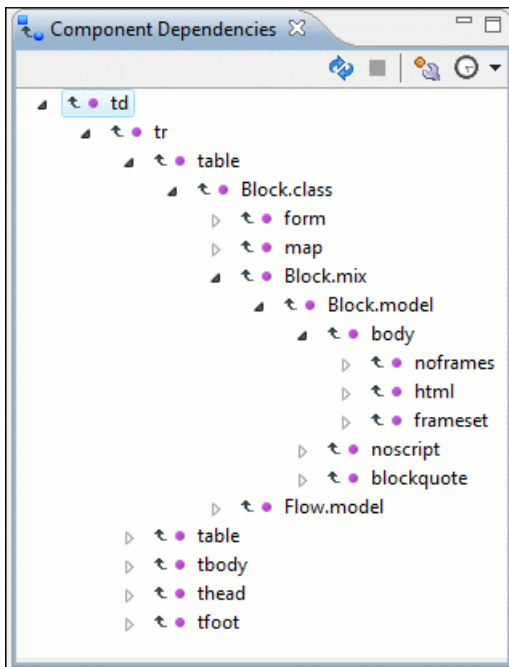 Component Dependencies
td
tr
table
Block.class
form
map
Block.mix
Block.model
body
noframes
html
frameset
noscript
blockquote
Flow.model
table
tbody
thead
tfoot